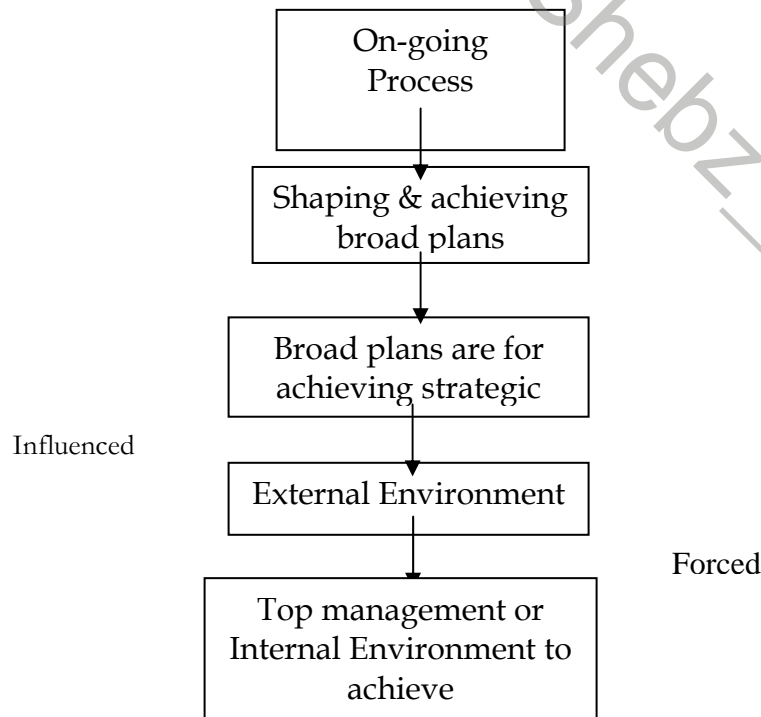 Shebz_
On-going
Process
Shaping & achieving
broad plans
Broad plans are for
achieving strategic
Influenced
External Environment
Forced
Top management or
Internal Environment to
achieve